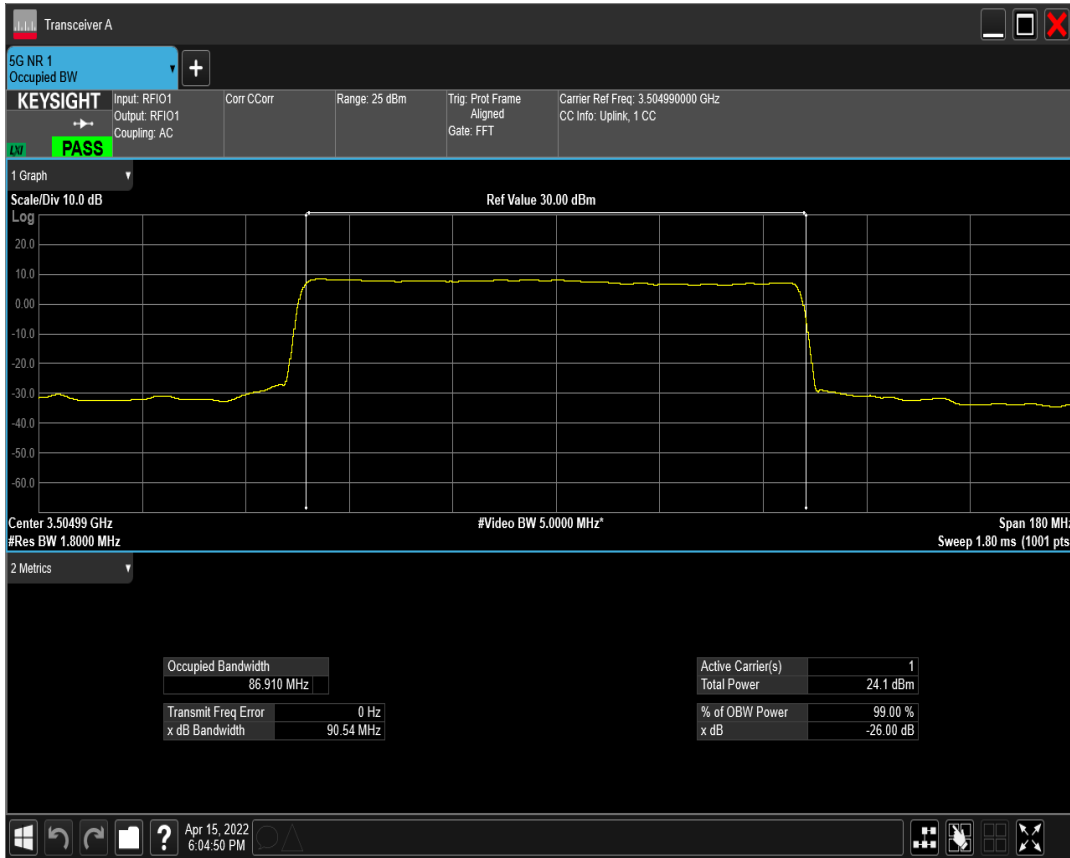 Transceiver A
5G NR 1
Occupied BW
KEYSIGHT
LXI
PASS
Input: RFIO1
Output: RFIO1
Coupling: AC
Corr CCorr
Range: 25 dBm
Trig: Prot Frame
Aligned
Gate: FFT
Carrier Ref Freq: 3.504990000 GHz
CC Info: Uplink, 1 CC
1 Graph
Scale/Div 10.0 dB
Ref Value 30.00 dBm
Log
20.0
10.0
0.00
-10.0
-20.0
-30.0
-40.0
-50.0
-60.0
Center 3.50499 GHz
#Video BW 5.0000 MHz*
Span 180 MHz
#Res BW 1.8000 MHz
Sweep 1.80 ms (1001 pts
2 Metrics
Occupied Bandwidth
86.910 MHz
Transmit Freq Error 0 Hz
x dB Bandwidth 90.54 MHz
Active Carrier(s) 1
Total Power 24.1 dBm
% of OBW Power 99.00 %
x dB -26.00 dB
?
Apr 15, 2022
6:04:50 PM